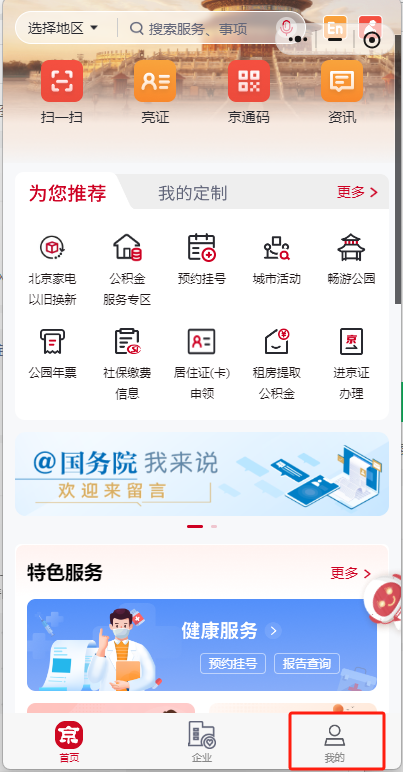 选择地区
搜索服务、事项
En
扫一扫
亮证
京通码
资讯
为您推荐
我的定制
更多
北京家电
以旧换新
公积金
服务专区
预约挂号
城市活动
畅游公园
公园年票
社保缴费
信息
居住证(卡)
申领
租房提取
公积金
京
进京证
办理
@国务院 我来说
欢迎来留言
特色服务
更多
健康服务
预约挂号
报告查询
京
首页
企业
我的